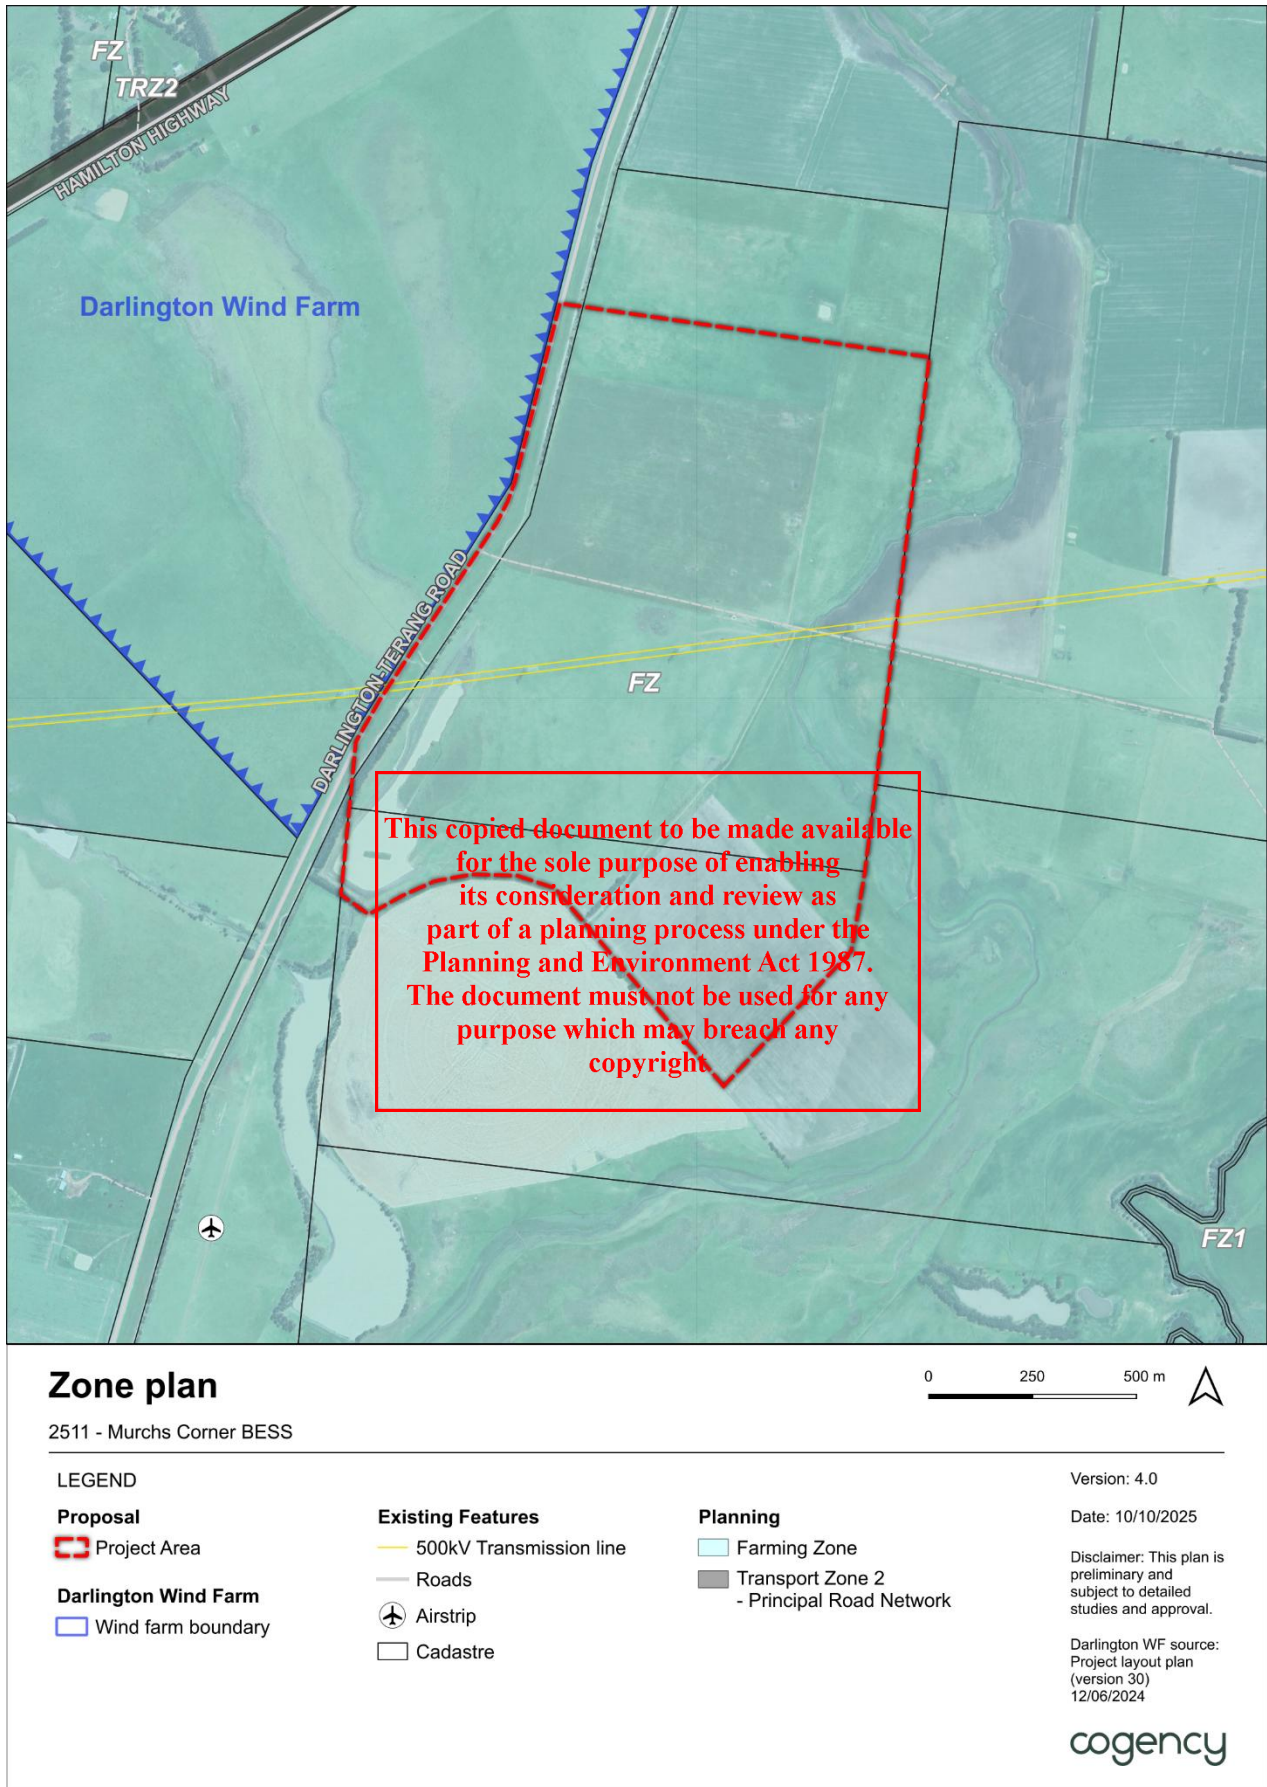 FZ
TRZ2
HAMILTON HIGHWAY
Darlington Wind Farm
DARLINGTON-TERANG ROAD
FZ
This copied document to be made available
for the sole purpose of enabling
its consideration and review as
part of a planning process under the
Planning and Environment Act 1987.
The document must not be used for any
purpose which may breach any
copyright
FZ1
Zone plan
2511 - Murchs Corner BESS
0 250 500 m
LEGEND
Proposal
Project Area
Darlington Wind Farm
Wind farm boundary
Existing Features
500kV Transmission line
Roads
Airstrip
Cadastre
Planning
Farming Zone
Transport Zone 2
- Principal Road Network
Version: 4.0
Date: 10/10/2025
Disclaimer: This plan is
preliminary and
subject to detailed
studies and approval.
Darlington WF source:
Project layout plan
(version 30)
12/06/2024
cogency